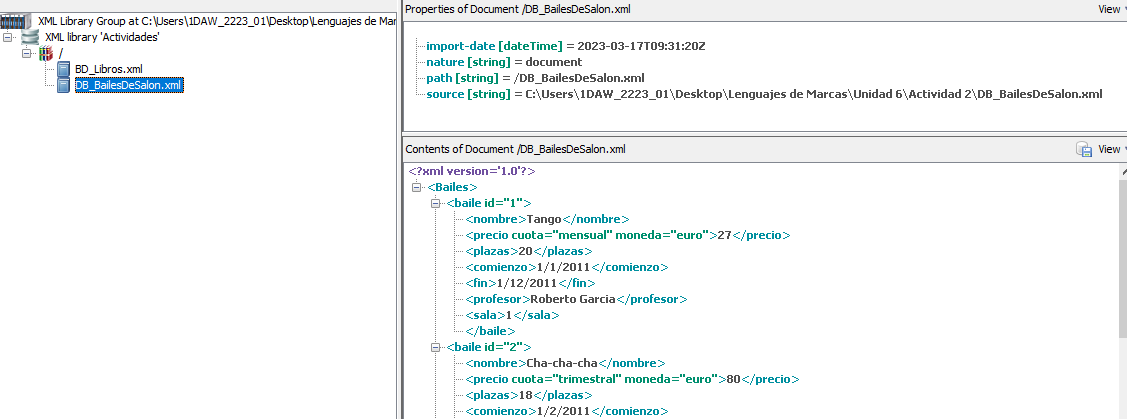 XML Library Group at C:\Users\1DAW_2223_01\Desktop\Lenguajes de Mar
XML library 'Actividades'
/
BD_Libros.xml
DB_BailesDeSalon.xml
Properties of Document /DB_BailesDeSalon.xml
View
import-date [dateTime] = 2023-03-17T09:31:20Z
nature [string] = document
path [string] = /DB_BailesDeSalon.xml
source [string] = C:\Users\1DAW_2223_01\Desktop\Lenguajes de Marcas\Unidad 6\Actividad 2\DB_BailesDeSalon.xml
Contents of Document /DB_BailesDeSalon.xml
View
<?xml version='1.0'?>
<Bailes>
<baile id="1">
<nombre>Tango</nombre>
<precio cuota="mensual" moneda="euro">27</precio>
<plazas>20</plazas>
<comienzo>1/1/2011</comienzo>
<fin>1/12/2011</fin>
<profesor>Roberto Garcia</profesor>
<sala>1</sala>
</baile>
<baile id="2">
<nombre>Cha-cha-cha</nombre>
<precio cuota="trimestral" moneda="euro">80</precio>
<plazas>18</plazas>
<comienzo>1/2/2011</comienzo>